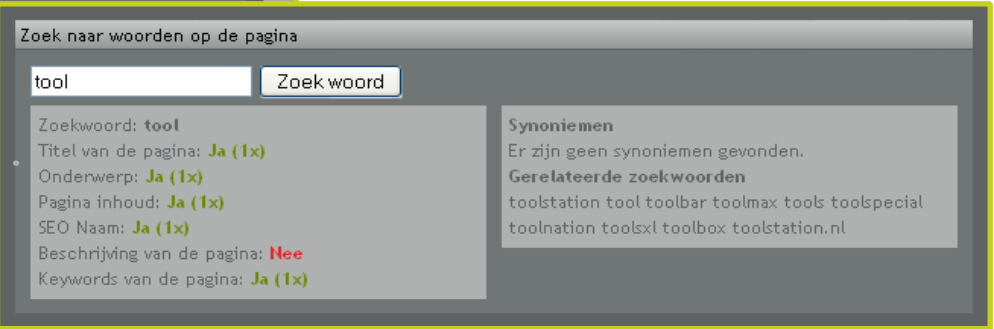 Zoek naar woorden op de pagina
tool
Zoek woord
Zoekwoord: tool
Titel van de pagina: Ja (1x)
Onderwerp: Ja (1x)
Pagina inhoud: Ja (1x)
SEO Naam: Ja (1x)
Beschrijving van de pagina: Nee
Keywords van de pagina: Ja (1x)
Synoniemen
Er zijn geen synoniemen gevonden.
Gerelateerde zoekwoorden
toolstation tool toolbar toolmax tools toolspecial
toolnation toolsxl toolbox toolstation.nl